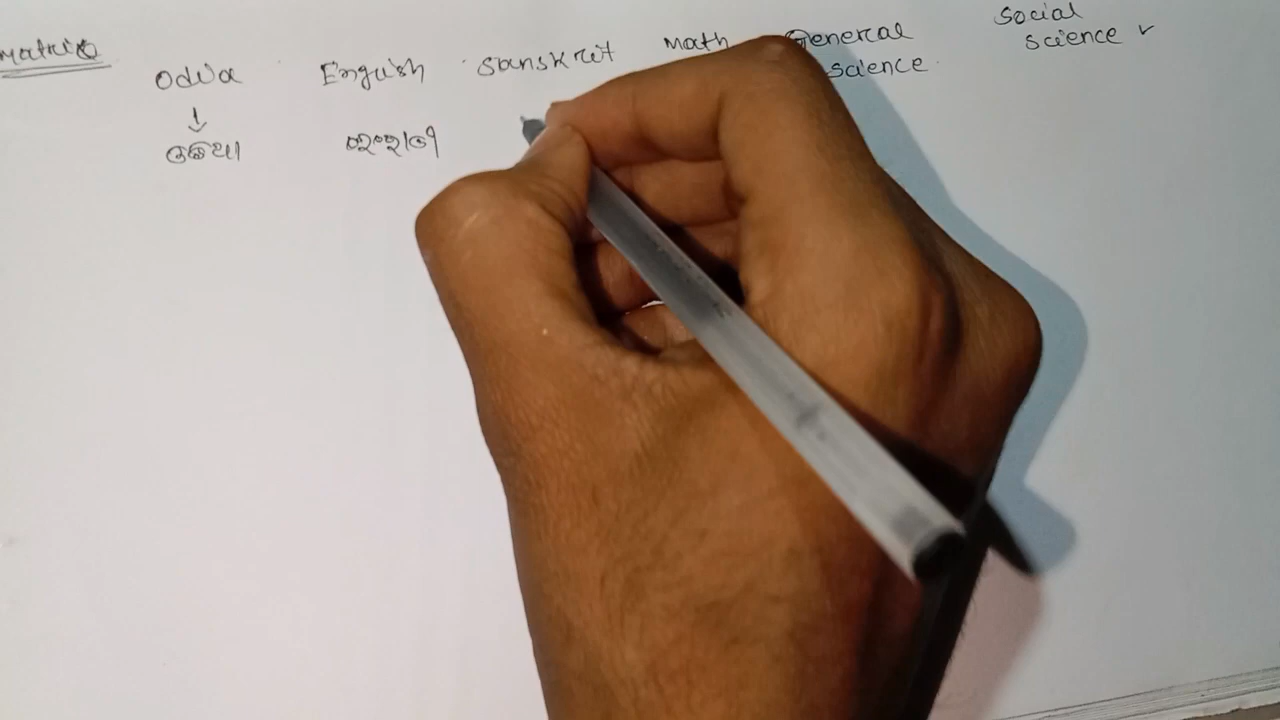 Matric
Odia English Sanskrit Math General Science Social Science ✓
↓
ଓଡିଆ ଇଂରାଜୀ